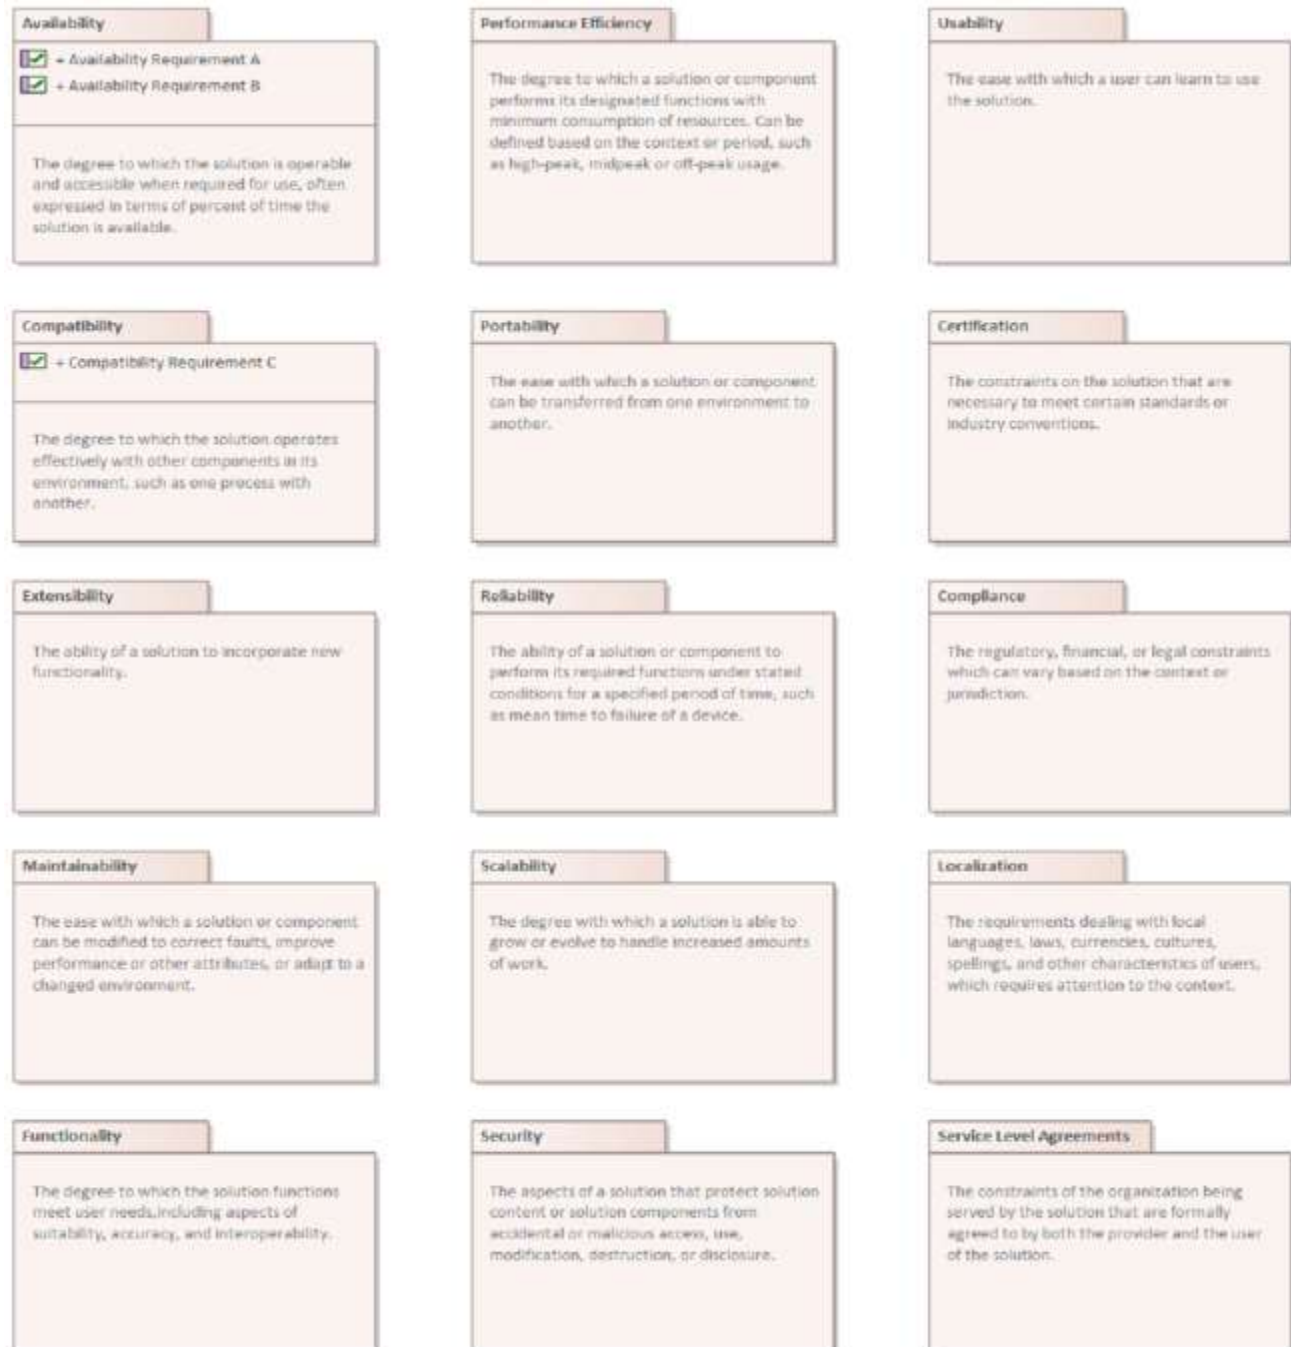 Availability
+ Availability Requirement A
+ Availability Requirement B
The degree to which the solution is operable
and accessible when required for use, often
expressed in terms of percent of time the
solution is available.
Performance Efficiency
The degree to which a solution or component
performs its designated functions with
minimum consumption of resources. Can be
defined based on the context or period, such
as high-peak, midpeak or off-peak usage.
Usability
The ease with which a user can learn to use
the solution.
Compatibility
+ Compatibility Requirement C
The degree to which the solution operates
effectively with other components in its
environment, such as one process with
another.
Portability
The ease with which a solution or component
can be transferred from one environment to
another.
Certification
The constraints on the solution that are
necessary to meet certain standards or
industry conventions.
Extensibility
The ability of a solution to incorporate new
functionality.
Reliability
The ability of a solution or component to
perform its required functions under stated
conditions for a specified period of time, such
as mean time to failure of a device.
Compliance
The regulatory, financial, or legal constraints
which can vary based on the context or
jurisdiction.
Maintainability
The ease with which a solution or component
can be modified to correct faults, improve
performance or other attributes, or adapt to a
changed environment.
Scalability
The degree with which a solution is able to
grow or evolve to handle increased amounts
of work.
Localization
The requirements dealing with local
languages, laws, currencies, cultures,
spellings, and other characteristics of users,
which requires attention to the context.
Functionality
The degree to which the solution functions
meet user needs,including aspects of
suitability, accuracy, and interoperability.
Security
The aspects of a solution that protect solution
content or solution components from
accidental or malicious access, use,
modification, destruction, or disclosure.
Service Level Agreements
The constraints of the organization being
served by the solution that are formally
agreed to by both the provider and the user
of the solution.